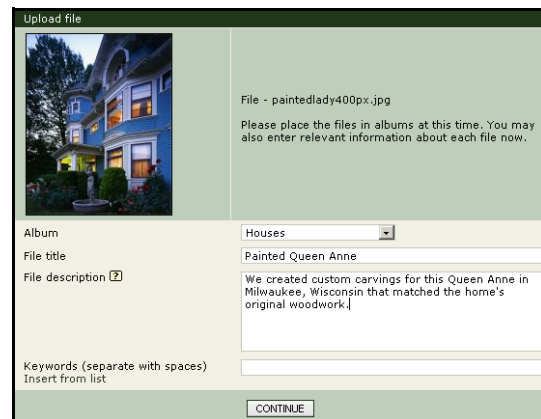 Upload file
File - paintedlady400px.jpg
Please place the files in albums at this time. You may
also enter relevant information about each file now.
Album
Houses
File title
Painted Queen Anne
File description ?
We created custom carvings for this Queen Anne in
Milwaukee, Wisconsin that matched the home's
original woodwork.
Keywords (separate with spaces)
Insert from list
CONTINUE